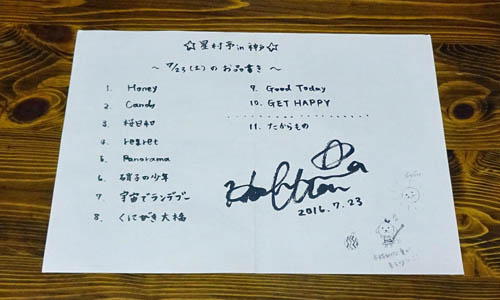 ☆星村亭in神戸☆
～7/23(土)のお品書き～
1. Honey
2. Candy
3. 桜日和
4. regret
5. Panorama
6. 硝子の少年
7. 宇宙でランデブー
8. くにがき大橋
9. Good Today
10. GET HAPPY
11. たからもの
2016.7.23